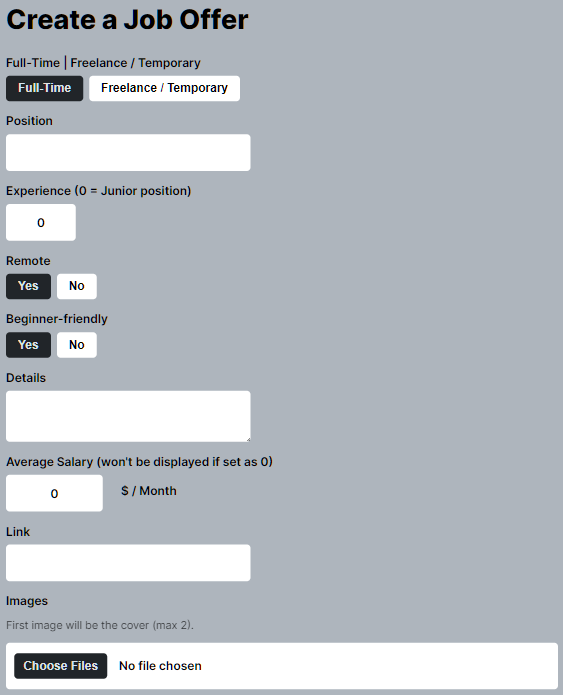 Create a Job Offer
Full-Time | Freelance / Temporary
Full-Time Freelance / Temporary
Position
Experience (0 = Junior position)
0
Remote
Yes No
Beginner-friendly
Yes No
Details
Average Salary (won't be displayed if set as 0)
0 $ / Month
Link
Images
First image will be the cover (max 2).
Choose Files No file chosen